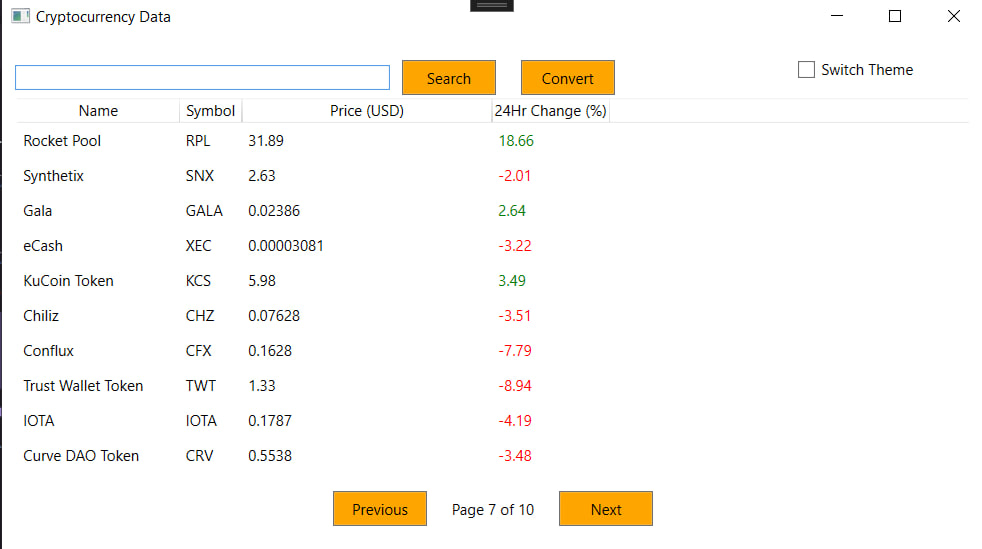 Cryptocurrency Data
Search Convert Switch Theme
Name Symbol Price (USD) 24Hr Change (%)
Rocket Pool RPL 31.89 18.66
Synthetix SNX 2.63 -2.01
Gala GALA 0.02386 2.64
eCash XEC 0.00003081 -3.22
KuCoin Token KCS 5.98 3.49
Chiliz CHZ 0.07628 -3.51
Conflux CFX 0.1628 -7.79
Trust Wallet Token TWT 1.33 -8.94
IOTA IOTA 0.1787 -4.19
Curve DAO Token CRV 0.5538 -3.48
Previous Page 7 of 10 Next